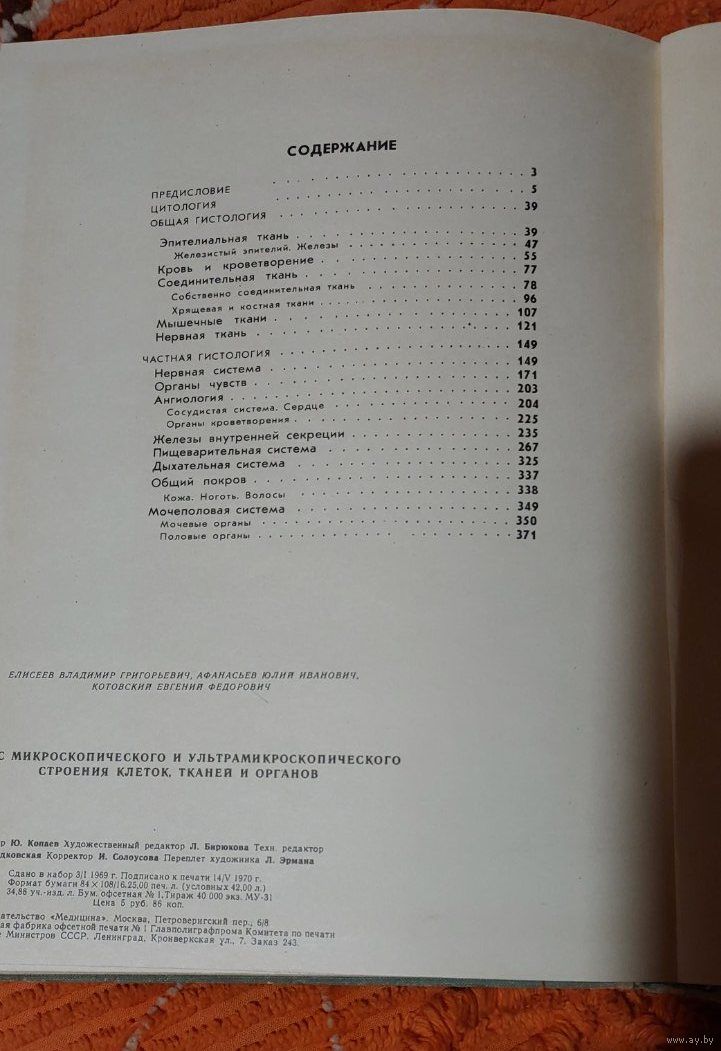 СОДЕРЖАНИЕ
ПРЕДИСЛОВИЕ . . . 3
ЦИТОЛОГИЯ . . . 5
ОБЩАЯ ГИСТОЛОГИЯ . . . 39
Эпителиальная ткань . . . 39
Железистый эпителий. Железы . . . 47
Кровь и кроветворение . . . 55
Соединительная ткань . . . 77
Собственно соединительная ткань . . . 78
Хрящевая и костная ткани . . . 96
Мышечные ткани . . . 107
Нервная ткань . . . 121
ЧАСТНАЯ ГИСТОЛОГИЯ . . . 149
Нервная система . . . 149
Органы чувств . . . 171
Ангиология . . . 203
Сосудистая система. Сердце . . . 204
Органы кроветворения . . . 225
Железы внутренней секреции . . . 235
Пищеварительная система . . . 267
Дыхательная система . . . 325
Общий покров . . . 337
Кожа. Ноготь. Волосы . . . 338
Мочеполовая система . . . 349
Мочевые органы . . . 350
Половые органы . . . 371
ЕЛИСЕЕВ ВЛАДИМИР ГРИГОРЬЕВИЧ, АФАНАСЬЕВ ЮЛИЙ ИВАНОВИЧ,
КОТОВСКИЙ ЕВГЕНИЙ ФЕДОРОВИЧ
С МИКРОСКОПИЧЕСКОГО И УЛЬТРАМИКРОСКОПИЧЕСКОГО
СТРОЕНИЯ КЛЕТОК, ТКАНЕЙ И ОРГАНОВ
р Ю. Копаев Художественный редактор Л. Бирюкова Техн. редактор
дковская Корректор И. Солоусова Переплет художника Л. Эрмана
Сдано в набор 3/I 1969 г. Подписано к печати 14/V 1970 г.
Формат бумаги 84 × 108/16. 25,00 печ. л. (условных 42,00 л.)
34,86 уч.-изд. л. Бум. офсетная № 1. Тираж 40 000 экз. МУ-31
Цена 5 руб. 86 коп.
ательство «Медицина». Москва, Петроверигский пер., 6/8
ая фабрика офсетной печати № 1 Главполиграфпрома Комитета по печати
е Министров СССР. Ленинград, Кронверкская ул., 7. Заказ 243.
www.ay.by